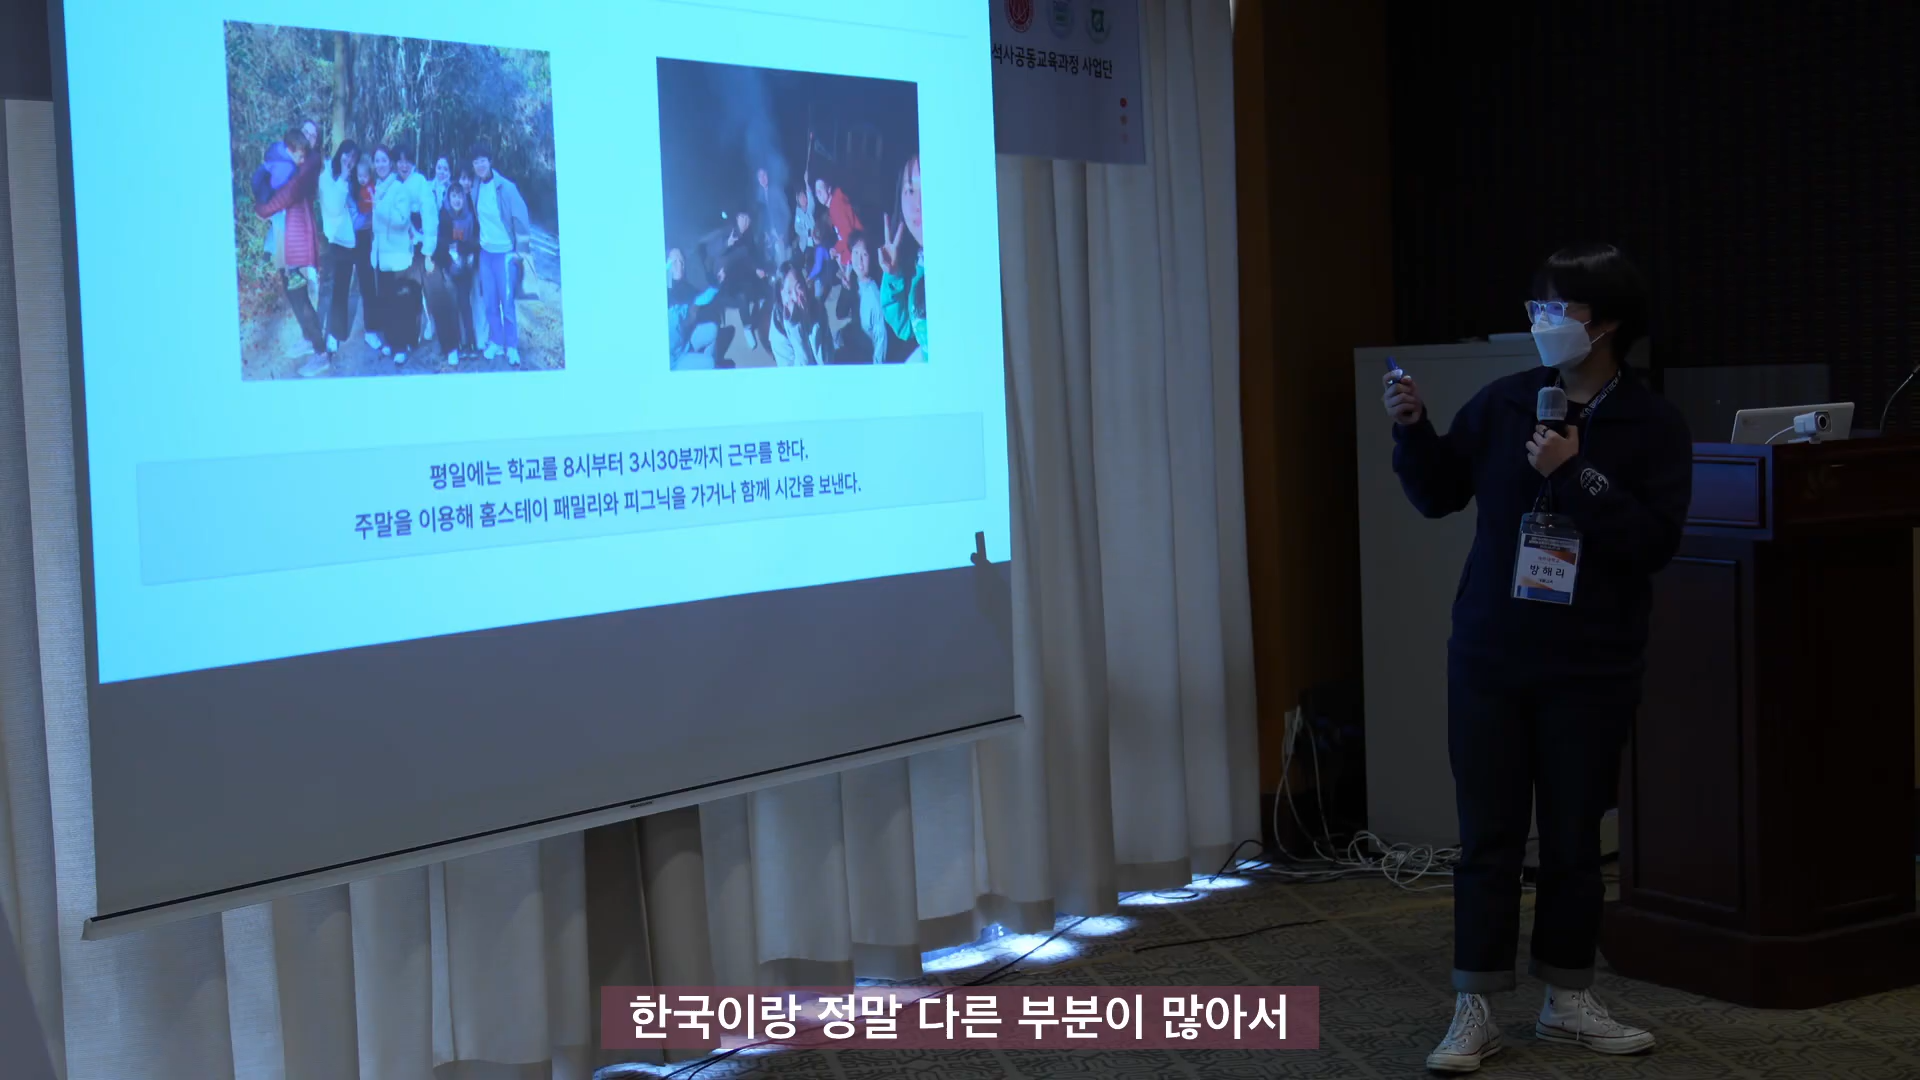 석사공동교육과정 사업단
평일에는 학교를 8시부터 3시30분까지 근무를 한다.
주말을 이용해 홈스테이 패밀리와 피그닉을 가거나 함께 시간을 보낸다.
방해리
한국이랑 정말 다른 부분이 많아서